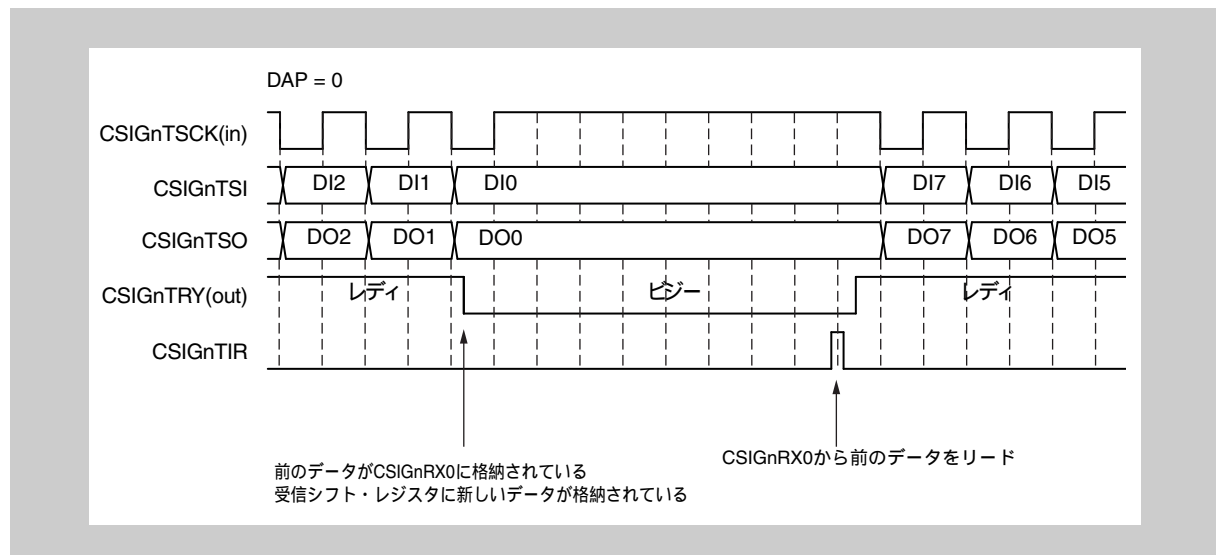 DAP = 0
CSIGnTSCK(in)
CSIGnTSI DI2 DI1 DI0 DI7 DI6 DI5
CSIGnTSO DO2 DO1 DO0 DO7 DO6 DO5
CSIGnTRY(out) レディ ビジー レディ
CSIGnTIR
CSIGnRX0から前のデータをリード
前のデータがCSIGnRX0に格納されている
受信シフト・レジスタに新しいデータが格納されている